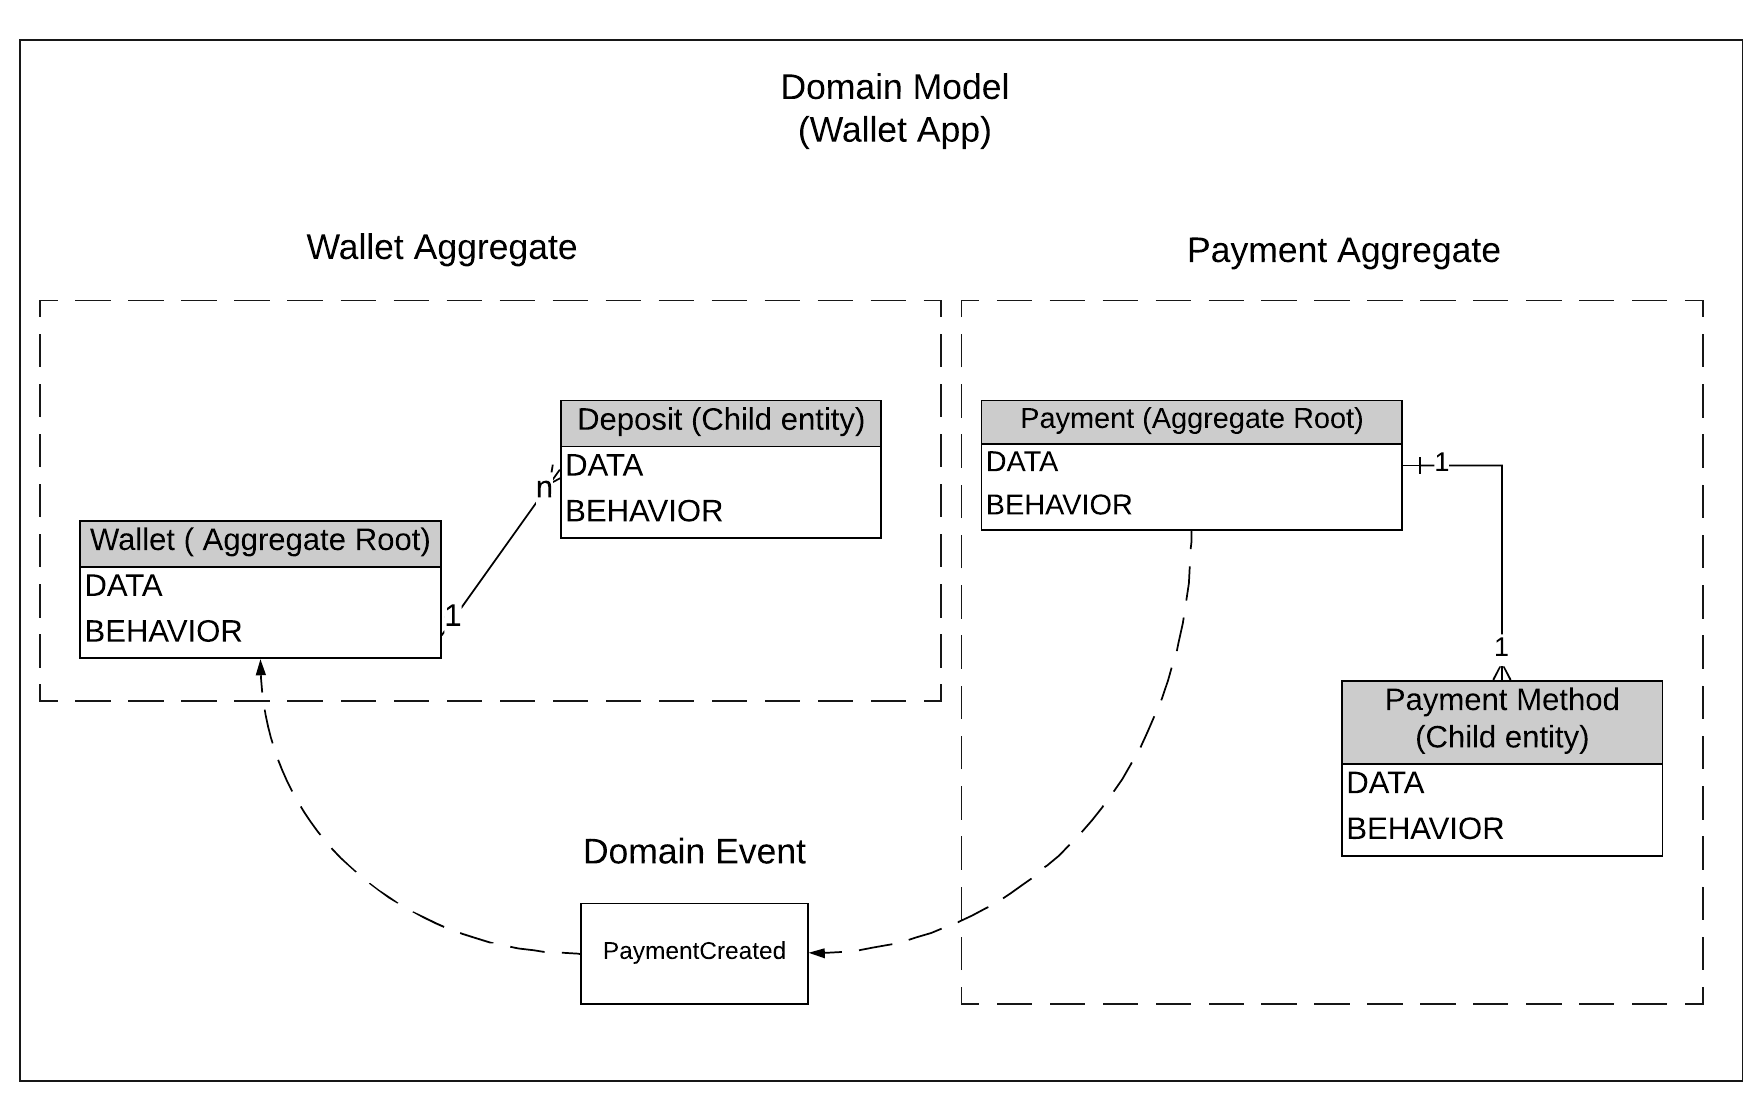 Domain Model
(Wallet App)
Wallet Aggregate
Payment Aggregate
Deposit (Child entity)
DATA
BEHAVIOR
n
Wallet ( Aggregate Root)
DATA
BEHAVIOR
1
Payment (Aggregate Root)
DATA
BEHAVIOR
1
1
Payment Method
(Child entity)
DATA
BEHAVIOR
Domain Event
PaymentCreated